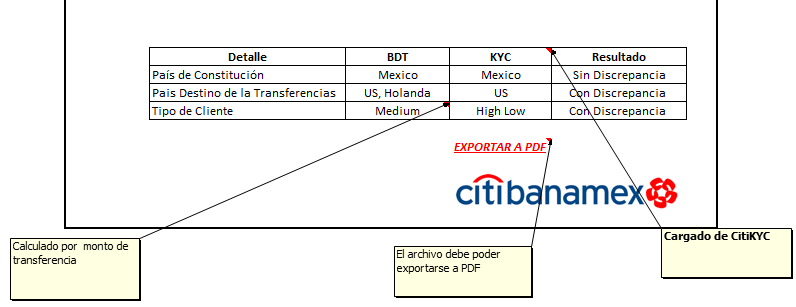 Detalle BDT KYC Resultado
País de Constitución Mexico Mexico Sin Discrepancia
Pais Destino de la Transferencias US, Holanda US Con Discrepancia
Tipo de Cliente Medium High Low Con Discrepancia
EXPORTAR A PDF
citibanamex
Calculado por monto de
transferencia
El archivo debe poder
exportarse a PDF
Cargado de CitiKYC